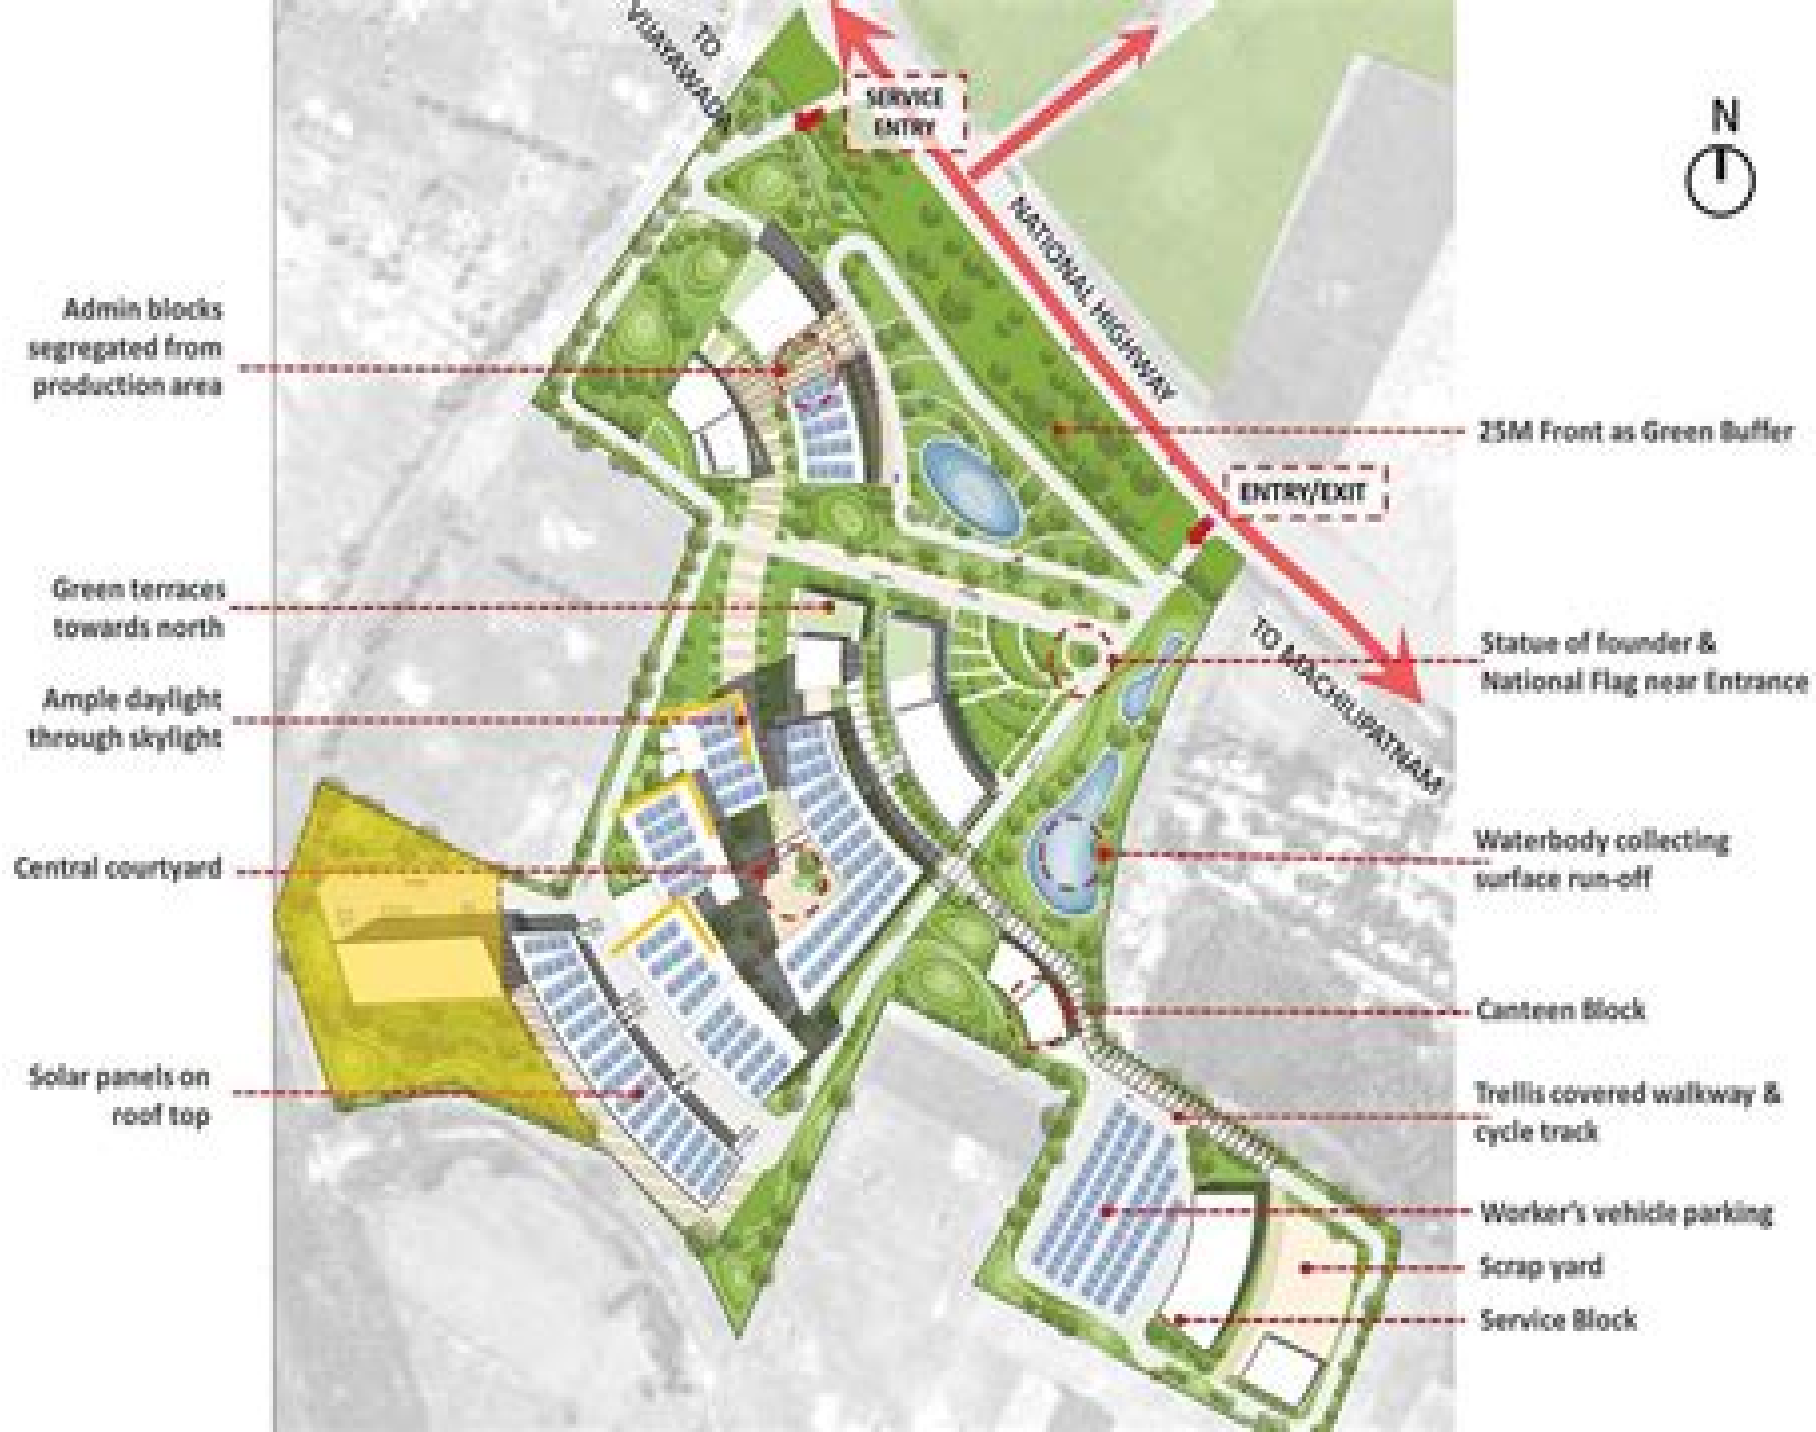 TO
VIJAYAWADA
SERVICE
ENTRY
N
NATIONAL HIGHWAY
Admin blocks
segregated from
production area
25M Front as Green Buffer
ENTRY/EXIT
Green terraces
towards north
TO MACHILIPATNAM
Statue of founder &
National Flag near Entrance
Ample daylight
through skylight
Central courtyard
Waterbody collecting
surface run-off
Canteen Block
Solar panels on
roof top
Trellis covered walkway &
cycle track
Worker's vehicle parking
Scrap yard
Service Block